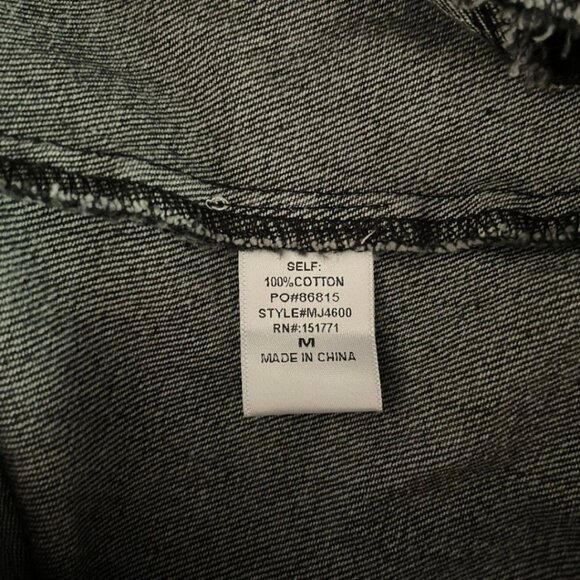 SELF:
100%COTTON
PO#86815
STYLE#MJ4600
RN#:151771
M
MADE IN CHINA